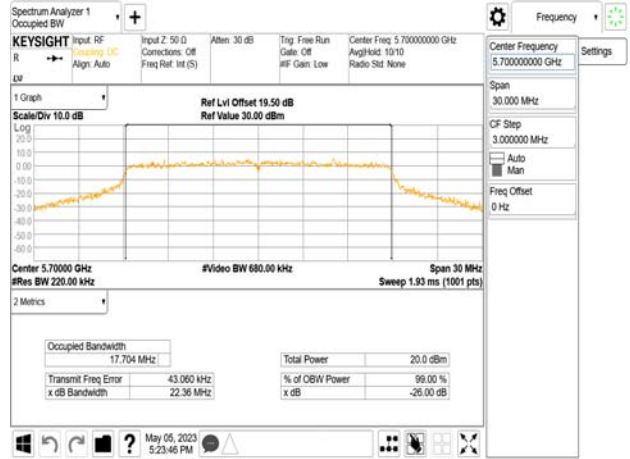 Spectrum Analyzer 1
Occupied BW
Frequency
KEYSIGHT
R
LXI
Input: RF
Coupling: DC
Align: Auto
Input Z: 50 Ω
Corrections: Off
Freq Ref: Int (S)
Atten: 30 dB
Trig: Free Run
Gate: Off
#IF Gain: Low
Center Freq: 5.700000000 GHz
Avg|Hold: 10/10
Radio Std: None
Center Frequency
5.700000000 GHz
Settings
Span
30.000 MHz
CF Step
3.000000 MHz
Auto
Man
Freq Offset
0 Hz
1 Graph
Scale/Div 10.0 dB
Ref Lvl Offset 19.50 dB
Ref Value 30.00 dBm
Log
20.0
10.0
0.00
-10.0
-20.0
-30.0
-40.0
-50.0
-60.0
Center 5.70000 GHz
#Res BW 220.00 kHz
#Video BW 680.00 kHz
Span 30 MHz
Sweep 1.93 ms (1001 pts)
2 Metrics
Occupied Bandwidth
17.704 MHz
Total Power 20.0 dBm
Transmit Freq Error 43.060 kHz
% of OBW Power 99.00 %
x dB Bandwidth 22.36 MHz
x dB -26.00 dB
?
May 05, 2023
5:23:46 PM